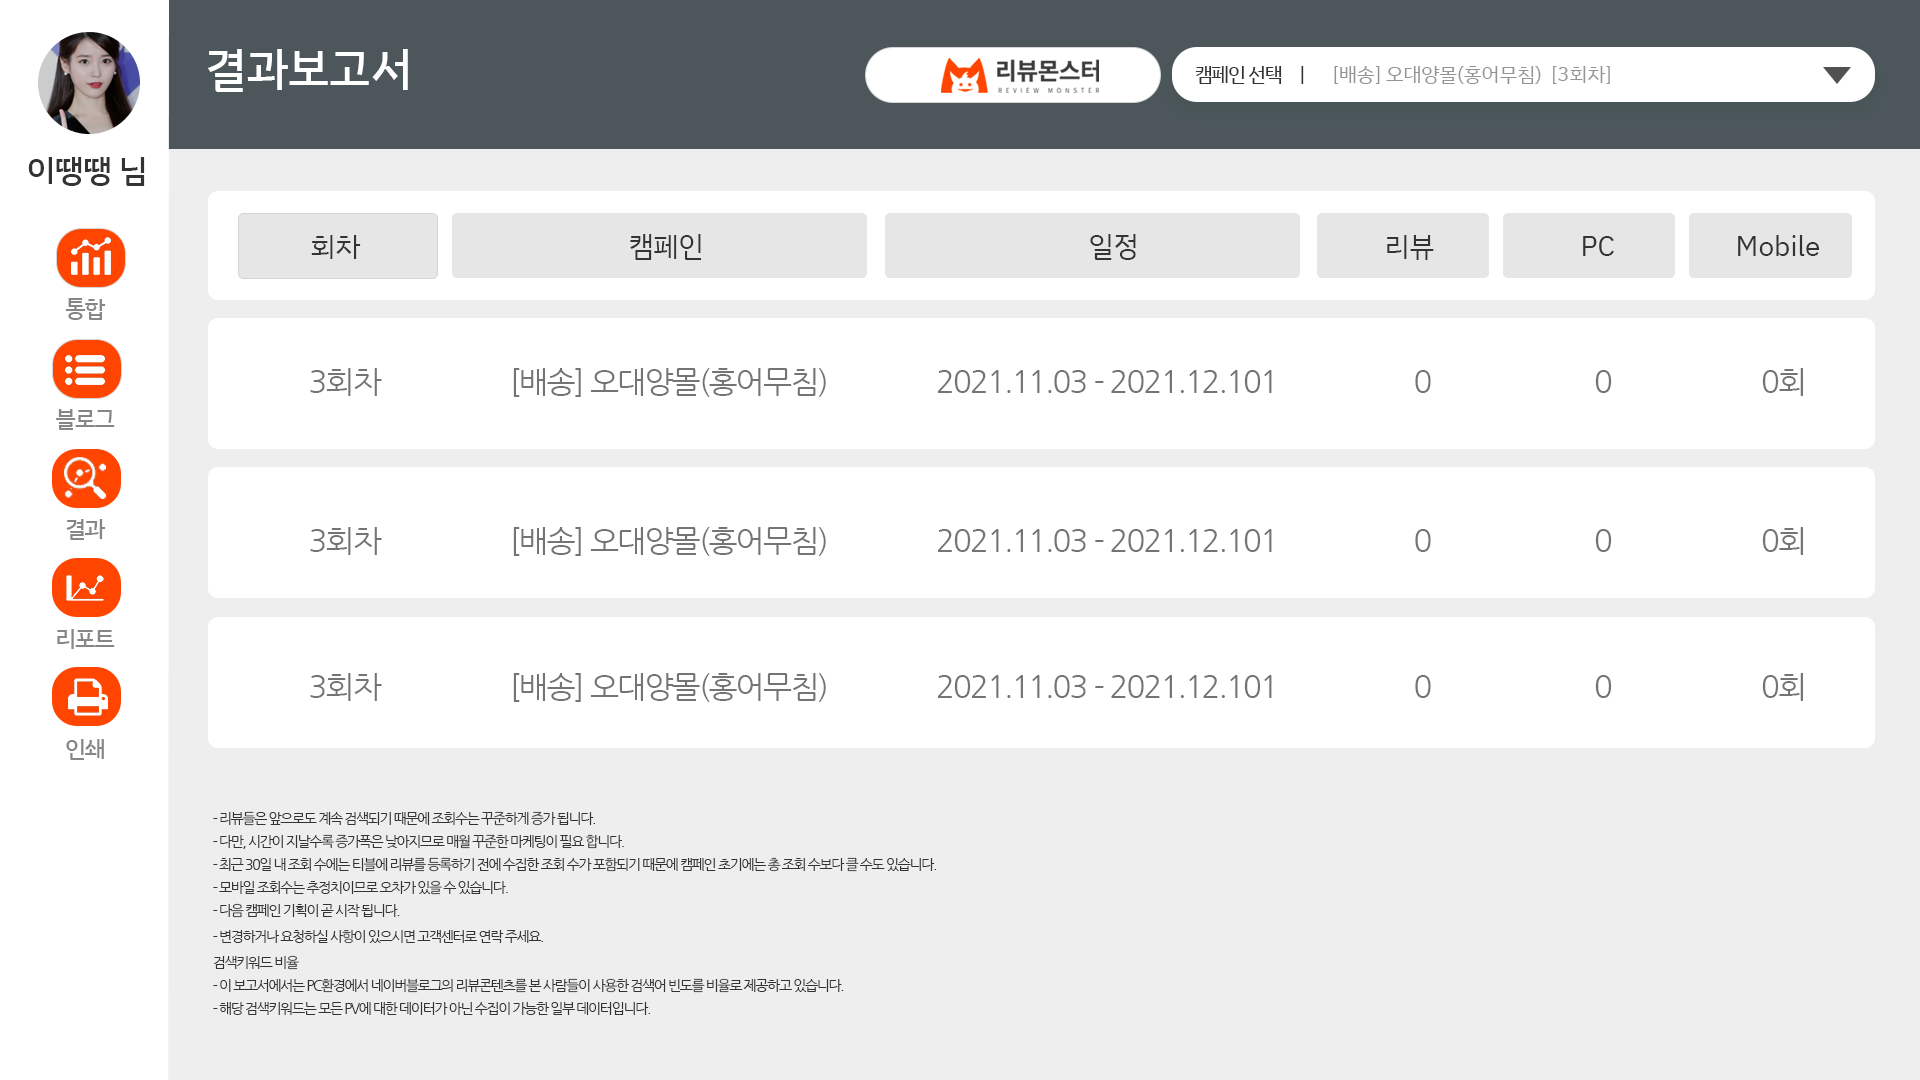 결과보고서
리뷰몬스터
REVIEW MONSTER
캠페인 선택 | [배송] 오대양몰(홍어무침) [3회차]
이땡땡 님
통합
블로그
결과
리포트
인쇄
회차 캠페인 일정 리뷰 PC Mobile
3회차 [배송] 오대양몰(홍어무침) 2021.11.03 - 2021.12.101 0 0 0회
3회차 [배송] 오대양몰(홍어무침) 2021.11.03 - 2021.12.101 0 0 0회
3회차 [배송] 오대양몰(홍어무침) 2021.11.03 - 2021.12.101 0 0 0회
- 리뷰들은 앞으로도 계속 검색되기 때문에 조회수는 꾸준하게 증가 됩니다.
- 다만, 시간이 지날수록 증가폭은 낮아지므로 매월 꾸준한 마케팅이 필요 합니다.
- 최근 30일 내 조회 수에는 티블에 리뷰를 등록하기 전에 수집한 조회 수가 포함되기 때문에 캠페인 초기에는 총 조회 수보다 클 수도 있습니다.
- 모바일 조회수는 추정치이므로 오차가 있을 수 있습니다.
- 다음 캠페인 기획이 곧 시작 됩니다.
- 변경하거나 요청하실 사항이 있으시면 고객센터로 연락 주세요.
검색키워드 비율
- 이 보고서에서는 PC환경에서 네이버블로그의 리뷰콘텐츠를 본 사람들이 사용한 검색어 빈도를 비율로 제공하고 있습니다.
- 해당 검색키워드는 모든 PV에 대한 데이터가 아닌 수집이 가능한 일부 데이터입니다.